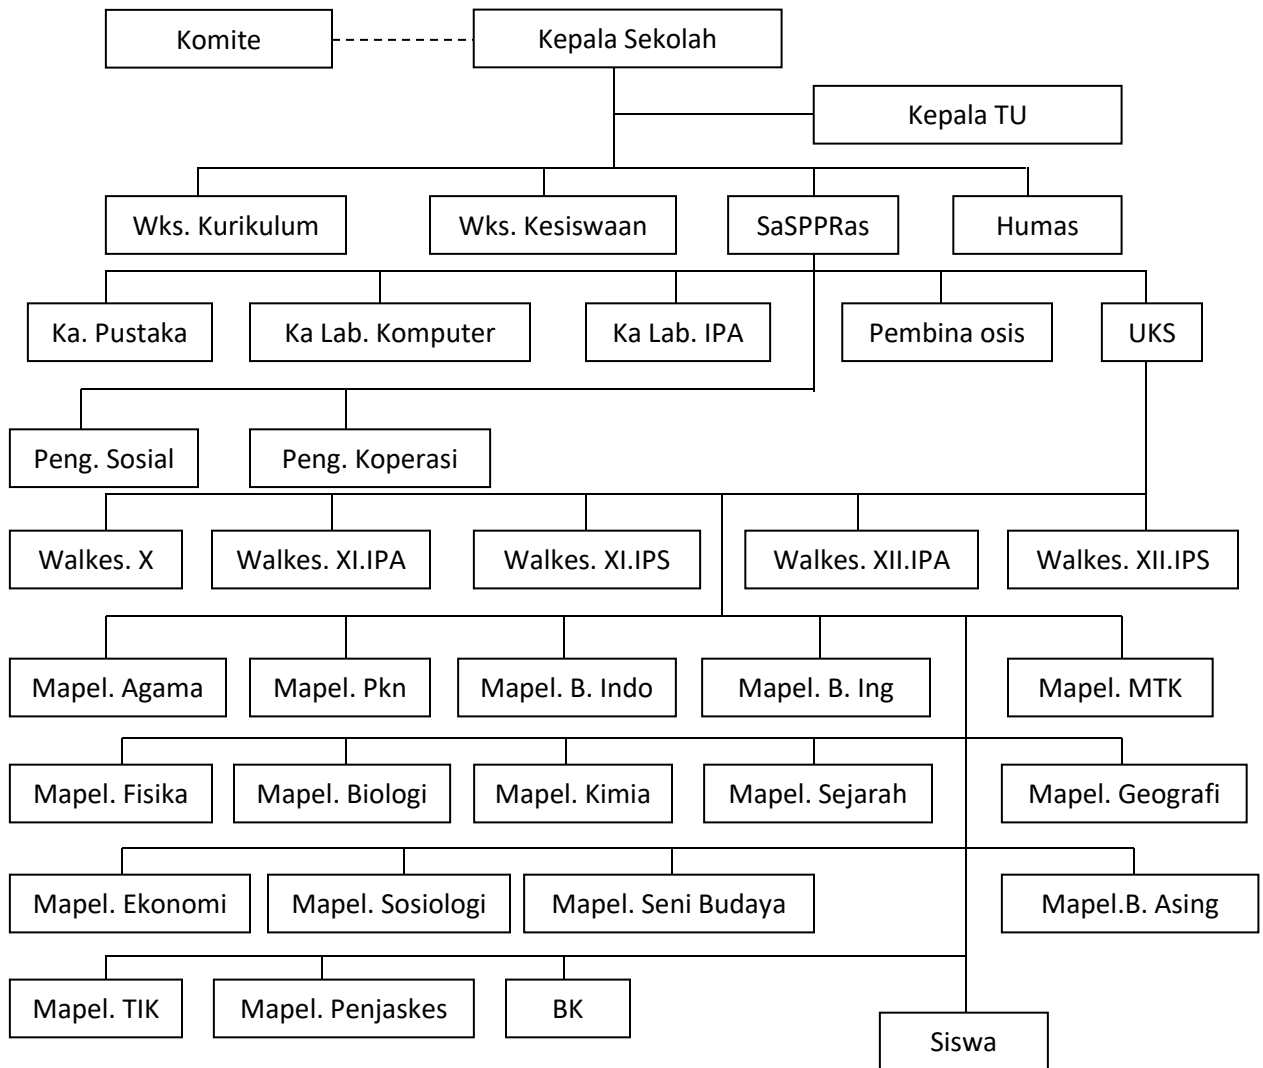 Komite
Kepala Sekolah
Kepala TU
Wks. Kurikulum
Wks. Kesiswaan
SaSPPRas
Humas
Ka. Pustaka
Ka Lab. Komputer
Ka Lab. IPA
Pembina osis
UKS
Peng. Sosial
Peng. Koperasi
Walkes. X
Walkes. XI.IPA
Walkes. XI.IPS
Walkes. XII.IPA
Walkes. XII.IPS
Mapel. Agama
Mapel. Pkn
Mapel. B. Indo
Mapel. B. Ing
Mapel. MTK
Mapel. Fisika
Mapel. Biologi
Mapel. Kimia
Mapel. Sejarah
Mapel. Geografi
Mapel. Ekonomi
Mapel. Sosiologi
Mapel. Seni Budaya
Mapel.B. Asing
Mapel. TIK
Mapel. Penjaskes
BK
Siswa